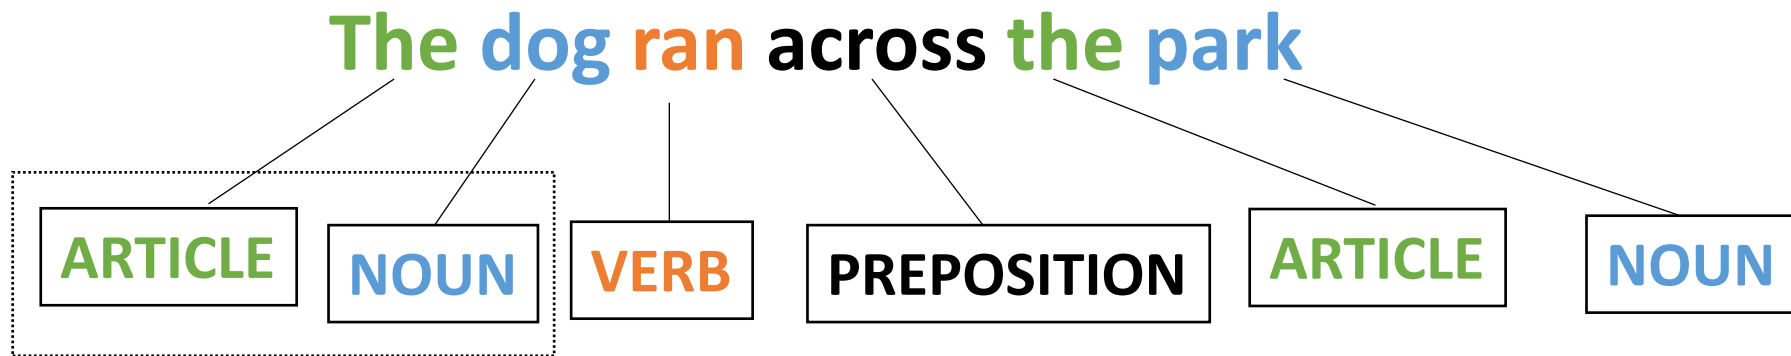 The dog ran across the park
ARTICLE NOUN VERB PREPOSITION ARTICLE NOUN